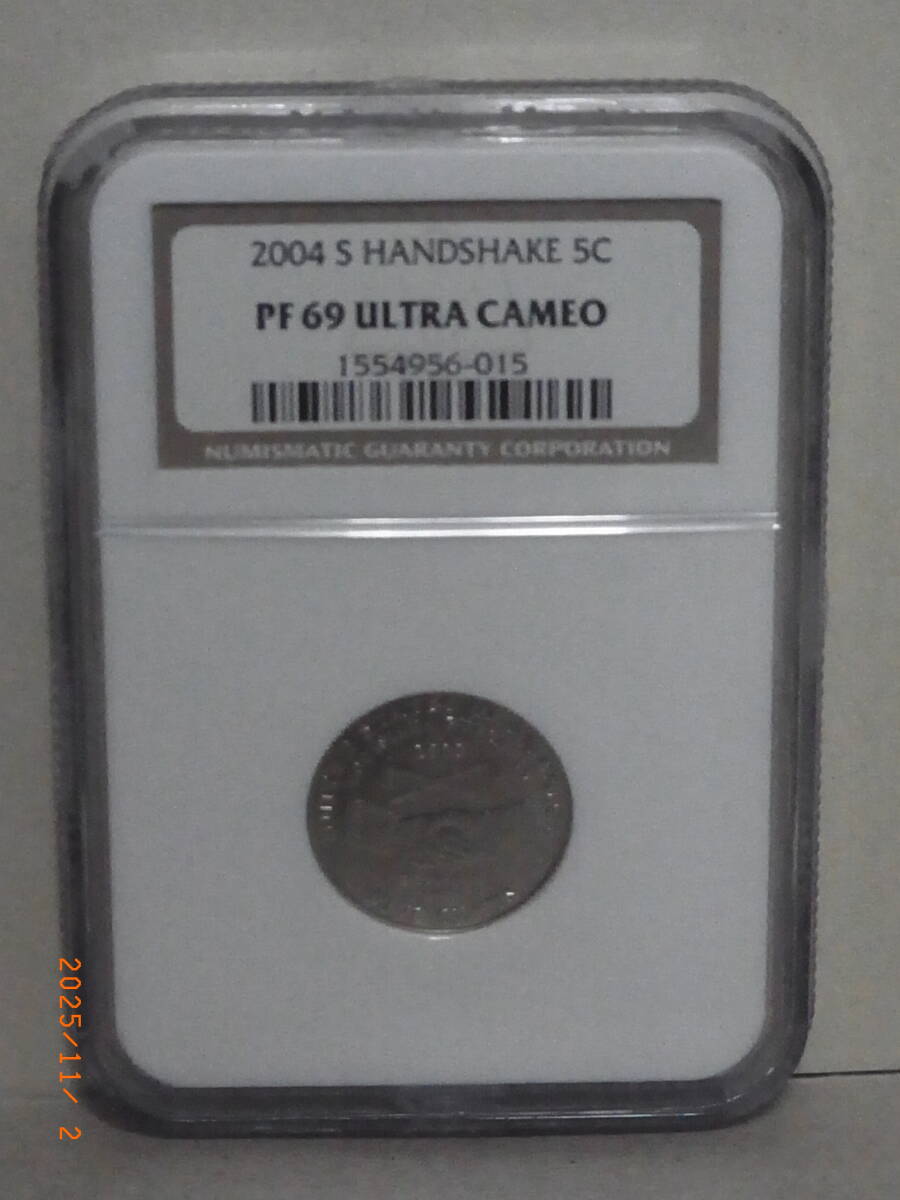 2004 S HANDSHAKE 5C
PF 69 ULTRA CAMEO
1554956-015
NUMISMATIC GUARANTY CORPORATION
2025/11/ 2